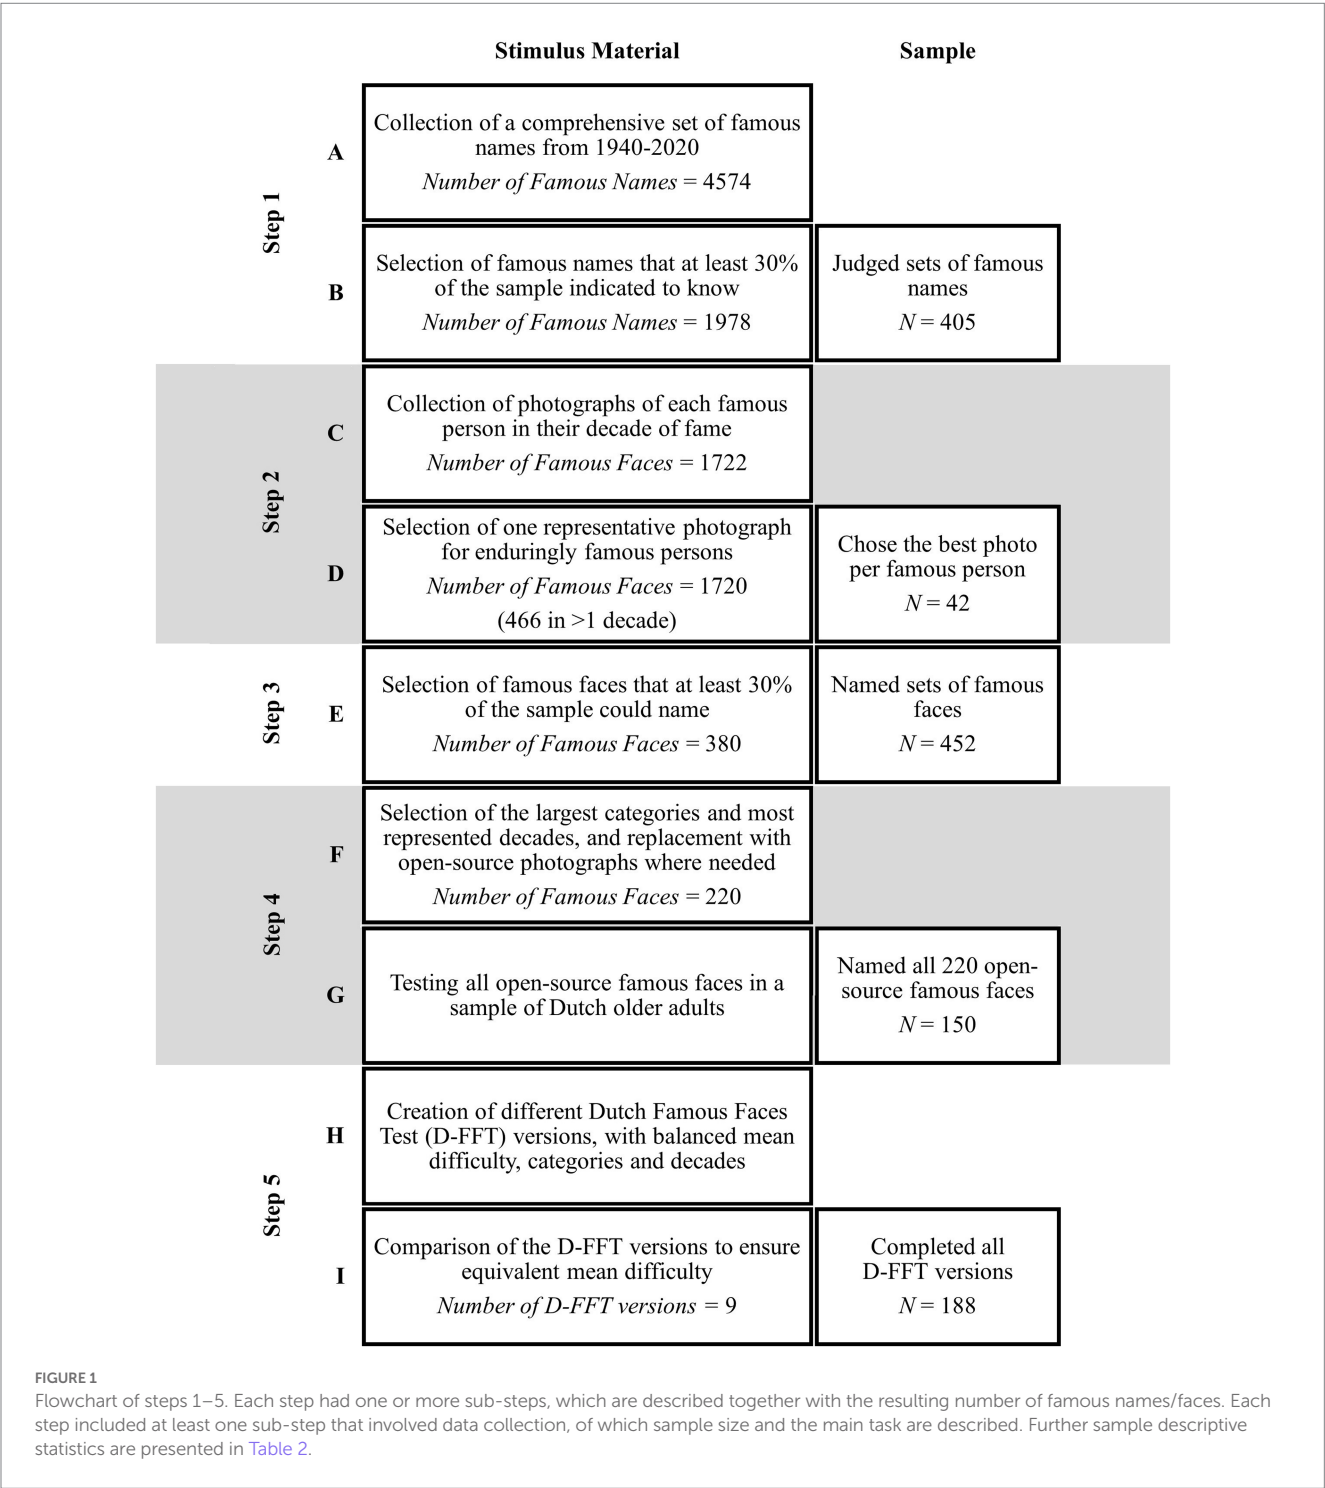 Stimulus Material
Sample
Step 1
A
Collection of a comprehensive set of famous
names from 1940-2020
Number of Famous Names = 4574
B
Selection of famous names that at least 30%
of the sample indicated to know
Number of Famous Names = 1978
Judged sets of famous
names
N = 405
Step 2
C
Collection of photographs of each famous
person in their decade of fame
Number of Famous Faces = 1722
D
Selection of one representative photograph
for enduringly famous persons
Number of Famous Faces = 1720
(466 in >1 decade)
Chose the best photo
per famous person
N = 42
Step 3
E
Selection of famous faces that at least 30%
of the sample could name
Number of Famous Faces = 380
Named sets of famous
faces
N = 452
Step 4
F
Selection of the largest categories and most
represented decades, and replacement with
open-source photographs where needed
Number of Famous Faces = 220
G
Testing all open-source famous faces in a
sample of Dutch older adults
Named all 220 open-
source famous faces
N = 150
Step 5
H
Creation of different Dutch Famous Faces
Test (D-FFT) versions, with balanced mean
difficulty, categories and decades
I
Comparison of the D-FFT versions to ensure
equivalent mean difficulty
Number of D-FFT versions = 9
Completed all
D-FFT versions
N = 188
FIGURE 1
Flowchart of steps 1–5. Each step had one or more sub-steps, which are described together with the resulting number of famous names/faces. Each
step included at least one sub-step that involved data collection, of which sample size and the main task are described. Further sample descriptive
statistics are presented in Table 2.